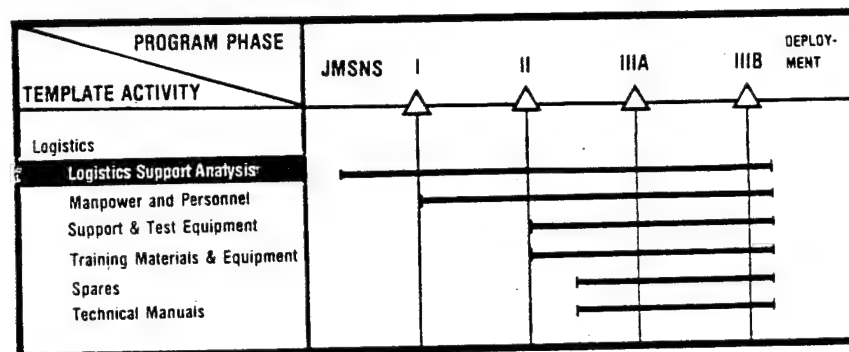 PROGRAM PHASE
TEMPLATE ACTIVITY
JMSNS I II IIIA IIIB DEPLOY-
MENT
Logistics
Logistics Support Analysis
Manpower and Personnel
Support & Test Equipment
Training Materials & Equipment
Spares
Technical Manuals